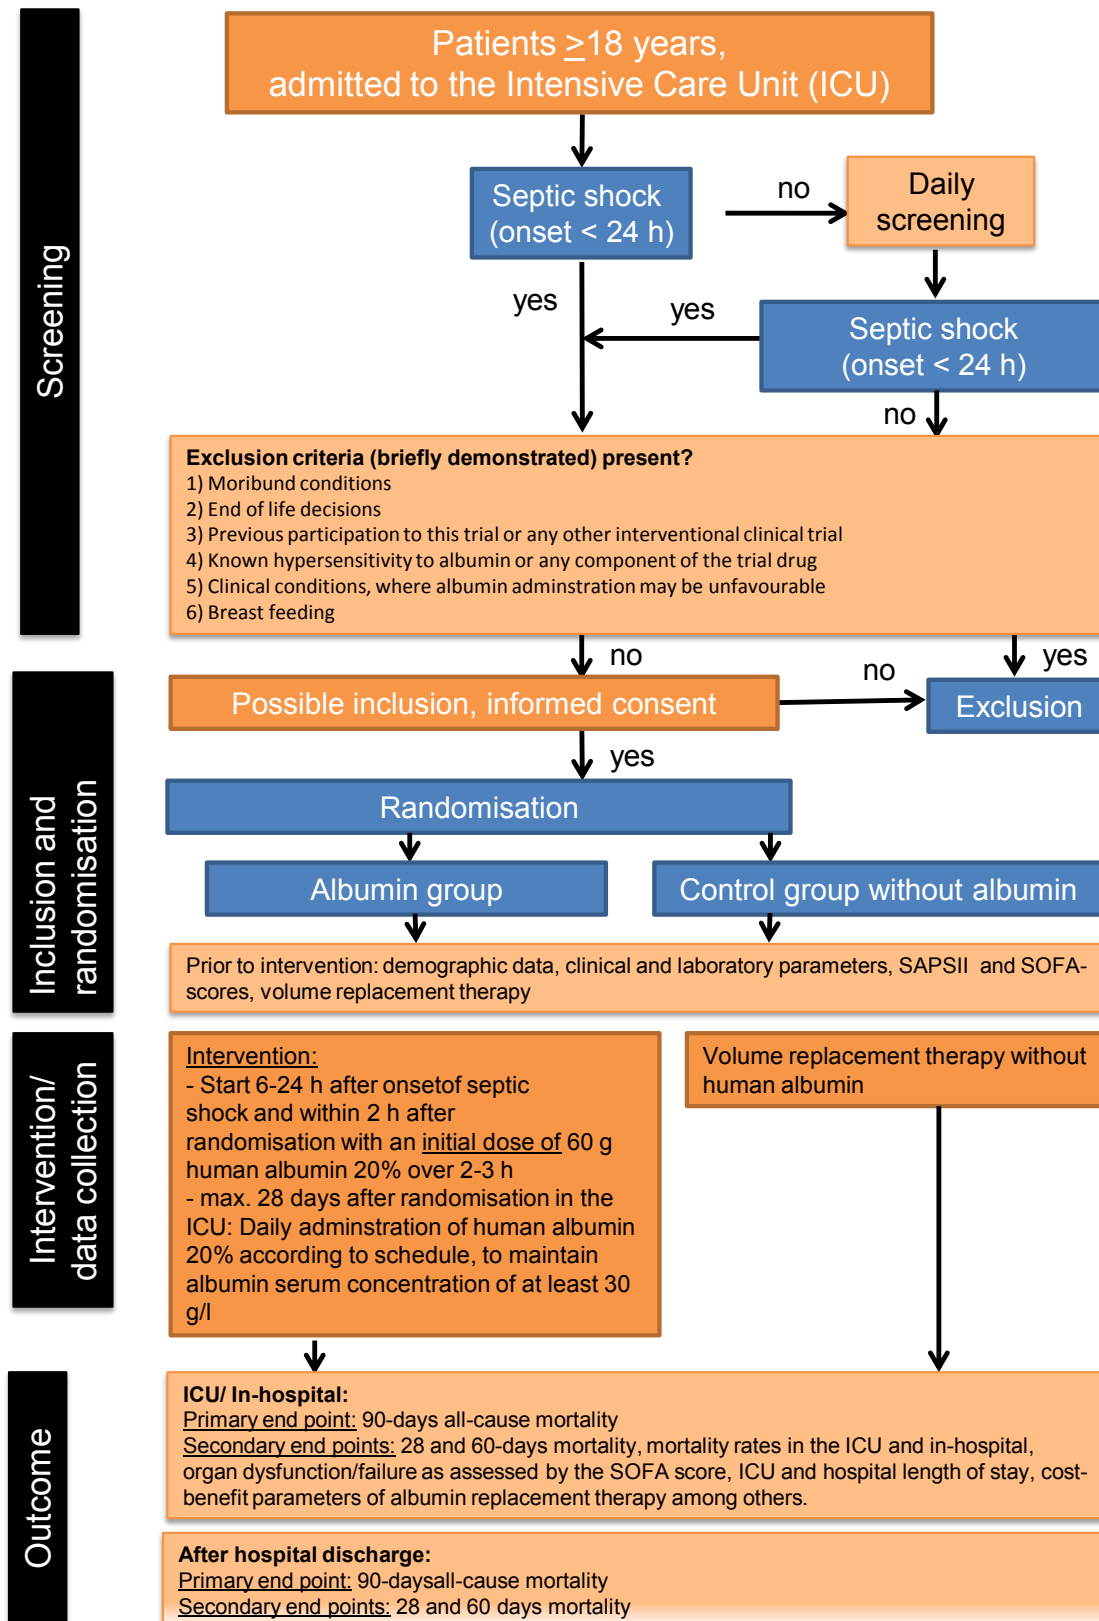 Screening
Patients ≥18 years,
admitted to the Intensive Care Unit (ICU)
Septic shock
(onset < 24 h)
no
Daily
screening
yes
yes
Septic shock
(onset < 24 h)
no
Exclusion criteria (briefly demonstrated) present?
1) Moribund conditions
2) End of life decisions
3) Previous participation to this trial or any other interventional clinical trial
4) Known hypersensitivity to albumin or any component of the trial drug
5) Clinical conditions, where albumin adminstration may be unfavourable
6) Breast feeding
no
yes
Inclusion and
randomisation
Possible inclusion, informed consent
no
Exclusion
yes
Randomisation
Albumin group
Control group without albumin
Prior to intervention: demographic data, clinical and laboratory parameters, SAPSII and SOFA-
scores, volume replacement therapy
Intervention/
data collection
Intervention:
- Start 6-24 h after onsetof septic
shock and within 2 h after
randomisation with an initial dose of 60 g
human albumin 20% over 2-3 h
- max. 28 days after randomisation in the
ICU: Daily adminstration of human albumin
20% according to schedule, to maintain
albumin serum concentration of at least 30
g/l
Volume replacement therapy without
human albumin
Outcome
ICU/ In-hospital:
Primary end point: 90-days all-cause mortality
Secondary end points: 28 and 60-days mortality, mortality rates in the ICU and in-hospital,
organ dysfunction/failure as assessed by the SOFA score, ICU and hospital length of stay, cost-
benefit parameters of albumin replacement therapy among others.
After hospital discharge:
Primary end point: 90-daysall-cause mortality
Secondary end points: 28 and 60 days mortality